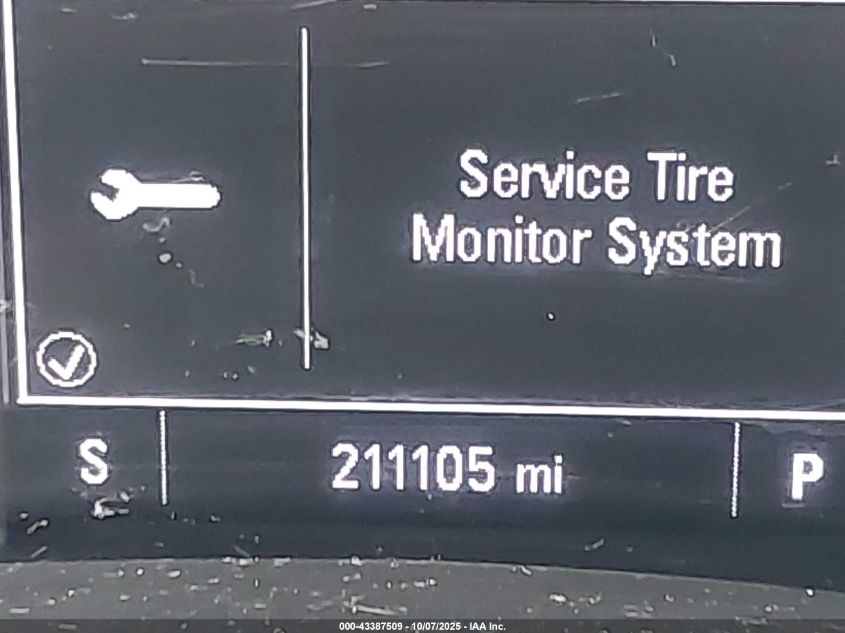 Service Tire
Monitor System
S
211105 mi
P
000-43387509 - 10/07/2025 - IAA Inc.